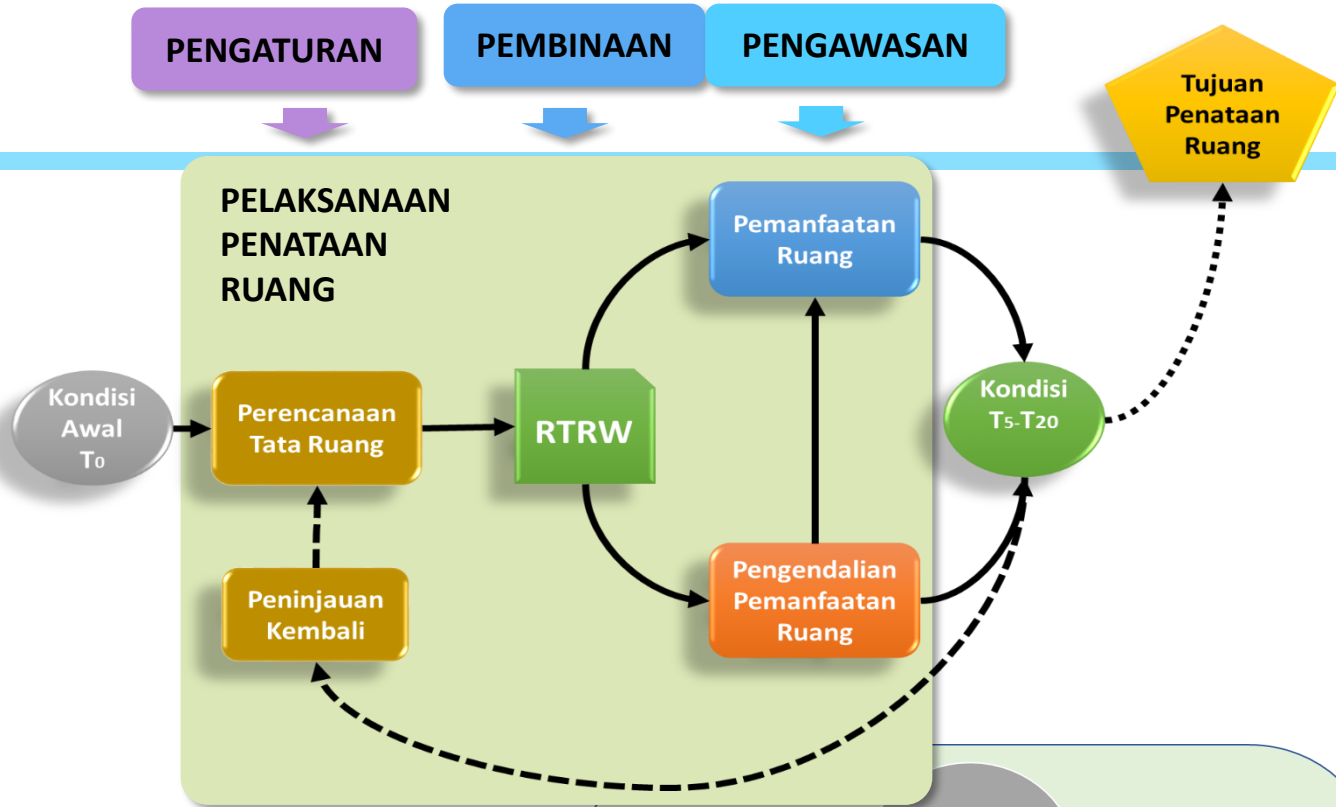 PENGATURAN
PEMBINAAN
PENGAWASAN
Tujuan
Penataan
Ruang
PELAKSANAAN
PENATAAN
RUANG
Pemanfaatan
Ruang
Kondisi
Awal
T0
Perencanaan
Tata Ruang
RTRW
Kondisi
T5-T20
Peninjauan
Kembali
Pengendalian
Pemanfaatan
Ruang